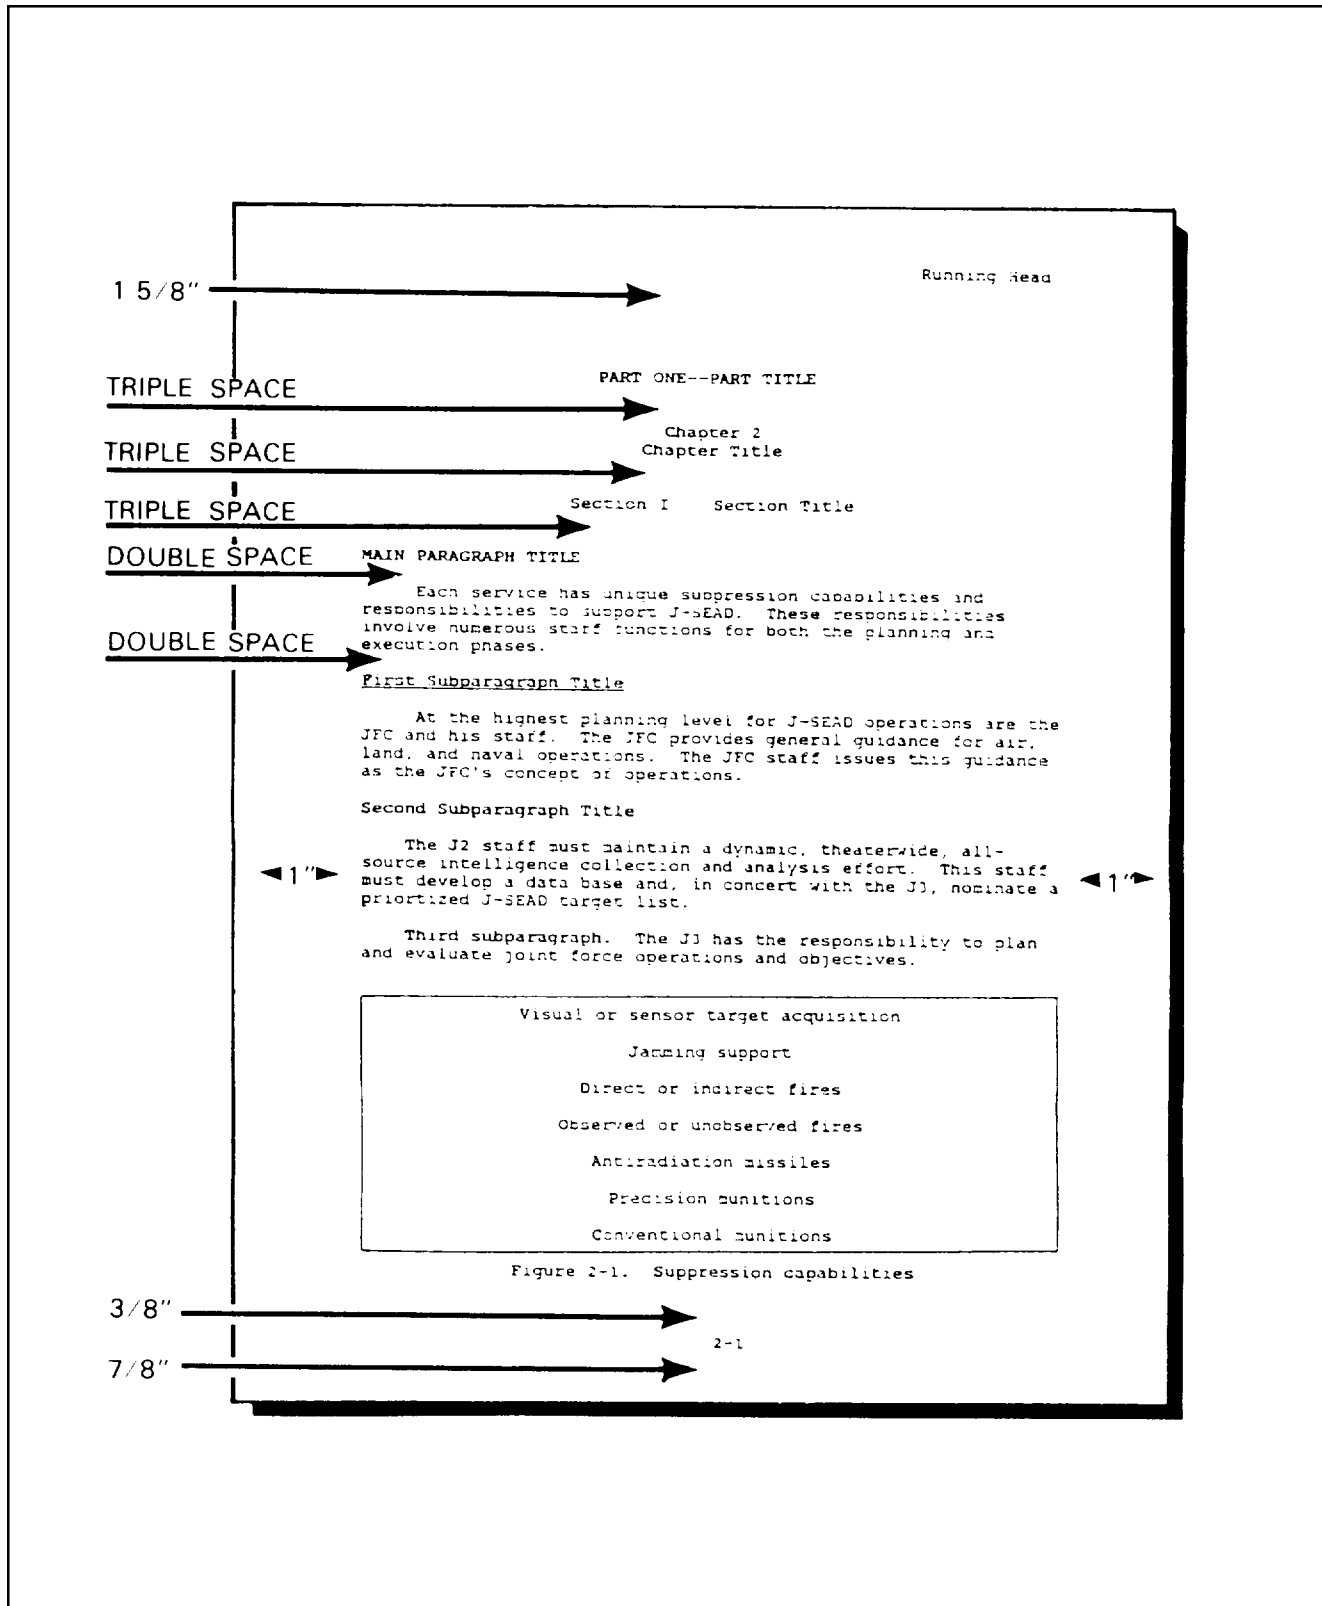 Running Head
1 5/8"
PART ONE--PART TITLE
TRIPLE SPACE
Chapter 2
Chapter Title
TRIPLE SPACE
Section I    Section Title
TRIPLE SPACE
DOUBLE SPACE
MAIN PARAGRAPH TITLE
Each service has unique suppression capabilities and
responsibilities to support J-SEAD.  These responsibilities
involve numerous staff functions for both the planning and
execution phases.
DOUBLE SPACE
First Subparagraph Title
At the highest planning level for J-SEAD operations are the
JFC and his staff.  The JFC provides general guidance for air,
land, and naval operations.  The JFC staff issues this guidance
as the JFC's concept of operations.
Second Subparagraph Title
The J2 staff must maintain a dynamic, theaterwide, all-
source intelligence collection and analysis effort.  This staff
must develop a data base and, in concert with the J3, nominate a
priortized J-SEAD target list.
1"
1"
Third subparagraph.  The J3 has the responsibility to plan
and evaluate joint force operations and objectives.
Visual or sensor target acquisition
Jamming support
Direct or indirect fires
Observed or unobserved fires
Antiradiation missiles
Precision munitions
Conventional munitions
Figure 2-1.  Suppression capabilities
3/8"
2-1
7/8"